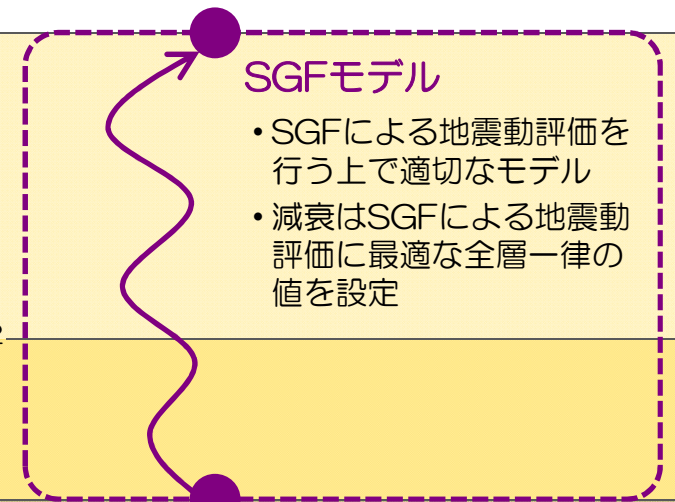 SGFモデル
・SGFによる地震動評価を
行う上で適切なモデル
・減衰はSGFによる地震動
評価に最適な全層一律の
値を設定